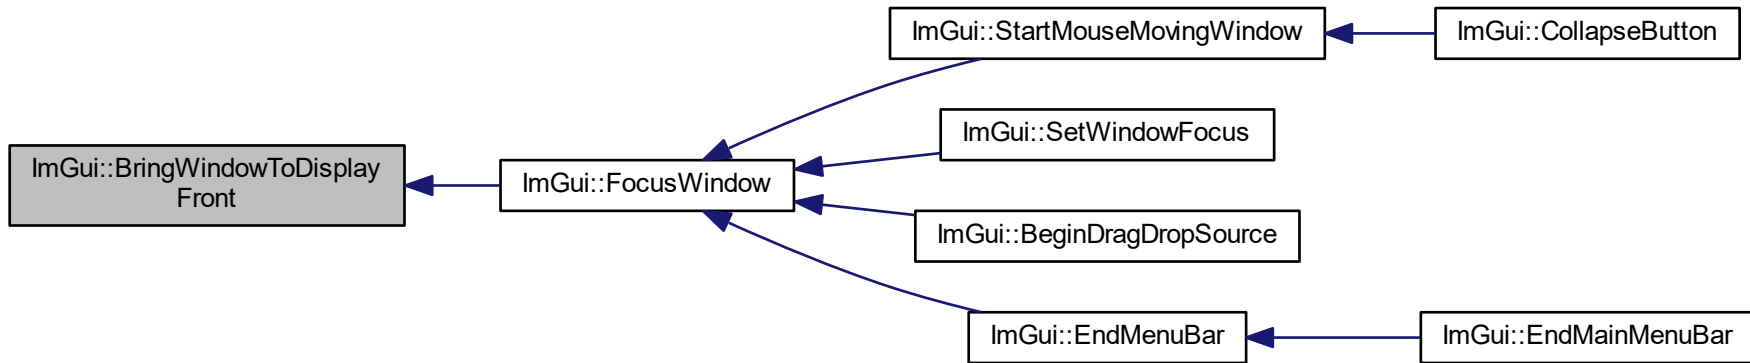 ImGui::BringWindowToDisplay
Front
ImGui::FocusWindow
ImGui::StartMouseMovingWindow
ImGui::CollapseButton
ImGui::SetWindowFocus
ImGui::BeginDragDropSource
ImGui::EndMenuBar
ImGui::EndMainMenuBar